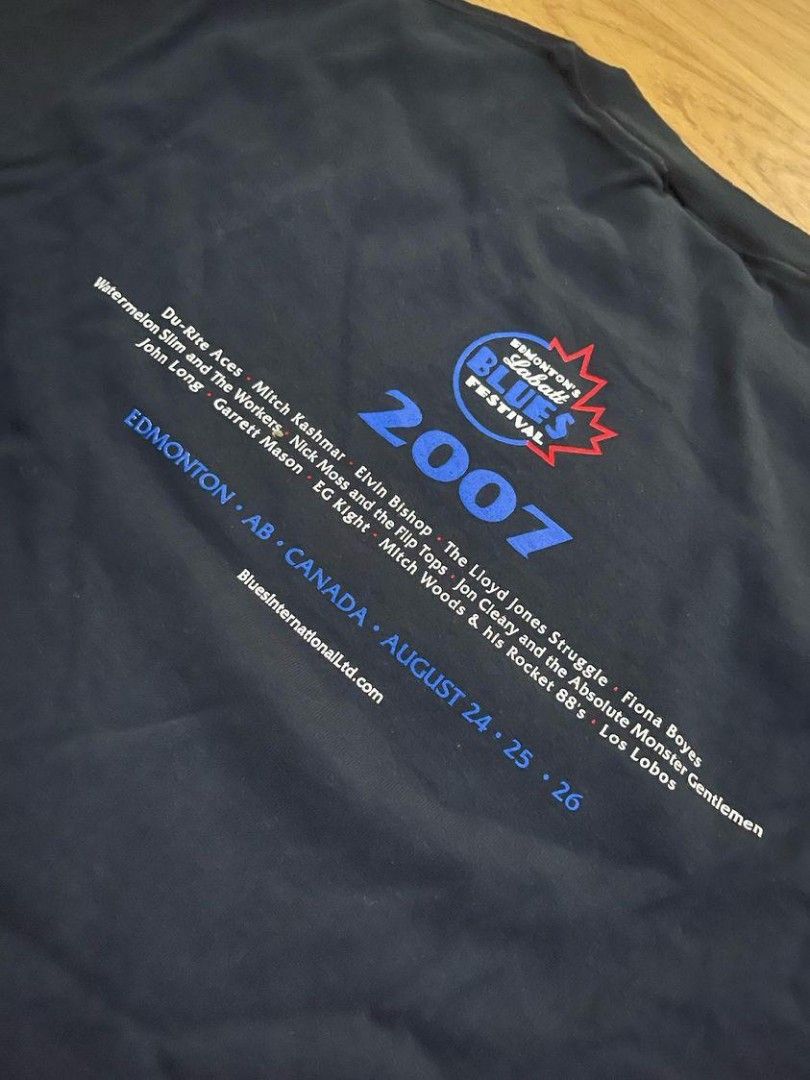 EDMONTON'S
Labatt
BLUES
FESTIVAL
2007
Du-Rite Aces • Mitch Kashmar • Elvin Bishop • The Lloyd Jones Struggle • Fiona Boyes
Watermelon Slim and The Workers • Nick Moss and the Flip Tops • Jon Cleary and the Absolute Monster Gentlemen
John Long • Garrett Mason • EG Kight • Mitch Woods & his Rocket 88's • Los Lobos
EDMONTON • AB • CANADA • AUGUST 24 • 25 • 26
BluesInternationalLtd.com